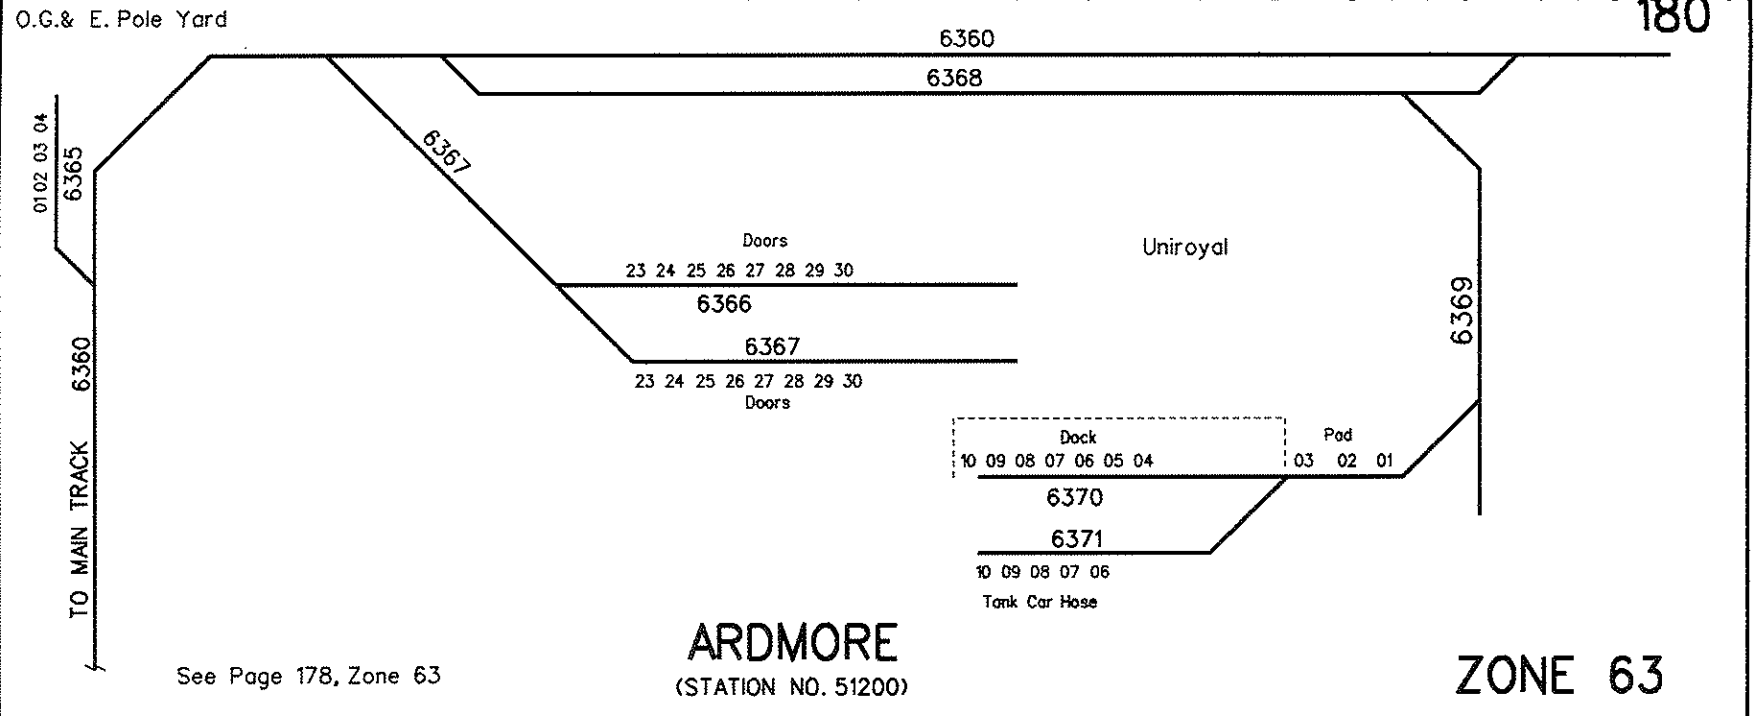 180
O.G.& E. Pole Yard
6360
6368
01 02 03 04
6365
6367
Doors
23 24 25 26 27 28 29 30
6366
Uniroyal
6369
6367
23 24 25 26 27 28 29 30
Doors
TO MAIN TRACK 6360
Dock
10 09 08 07 06 05 04
Pad
03 02 01
6370
6371
10 09 08 07 06
Tank Car Hose
ARDMORE
(STATION NO. 51200)
See Page 178, Zone 63
ZONE 63